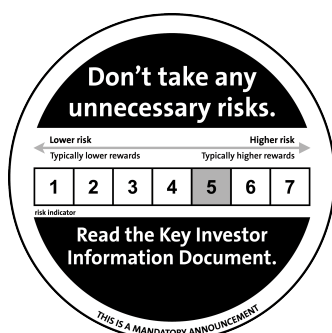 Don't take any
unnecessary risks.
Lower risk Higher risk
Typically lower rewards Typically higher rewards
1 2 3 4 5 6 7
risk indicator
Read the Key Investor
Information Document.
THIS IS A MANDATORY ANNOUNCEMENT